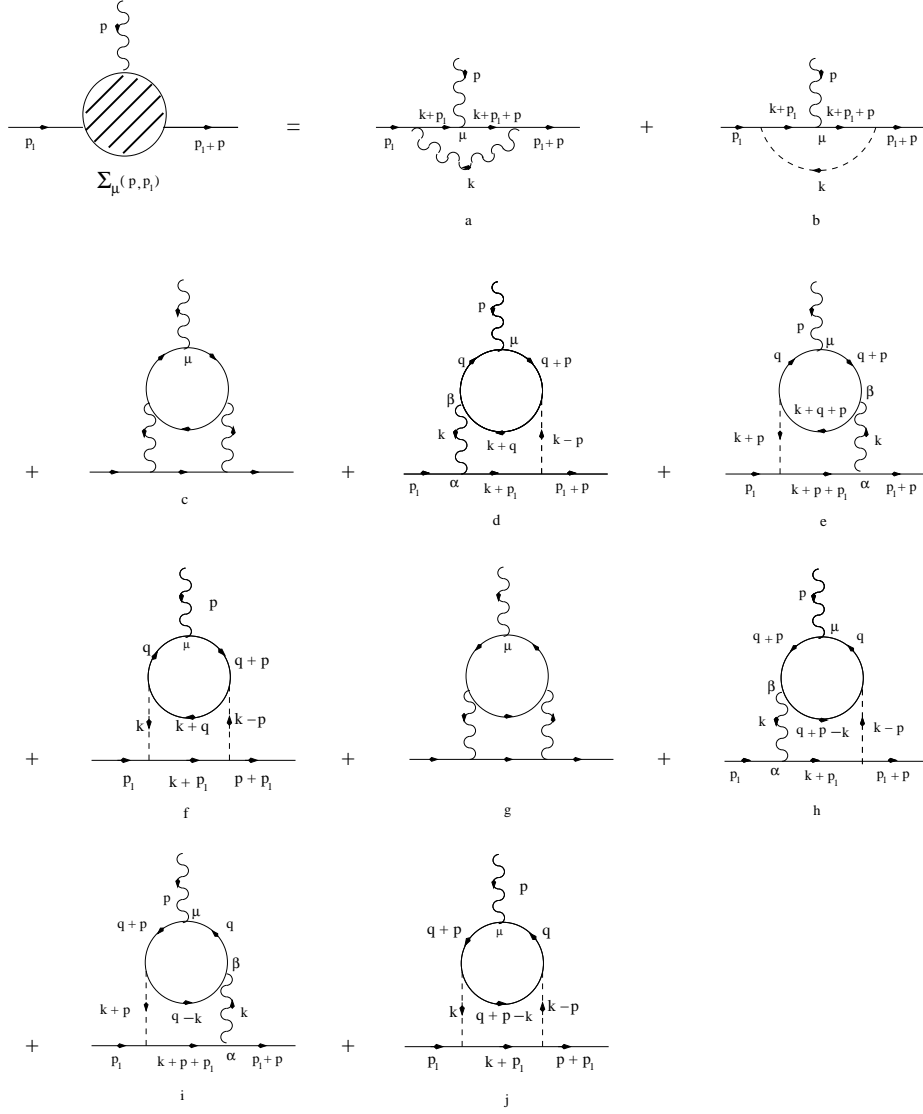 p
p₁ p₁+ p
Σμ(p,p₁)
=
p
k+p₁ k+p₁+p
p₁ μ p₁+p
k
a
+
p
k+p₁ k+p₁+p
p₁ μ p₁+p
k
b
+
μ
c
+
p
μ
q q+p
β
k k+q k−p
p₁ α k+p₁ p₁+p
d
+
p
μ
q q+p
β
k+q+p
k+p k
p₁ k+p+p₁ α p₁+p
e
+
p
μ
q q+p
k k+q k−p
p₁ k+p₁ p+p₁
f
+
μ
g
+
p
μ
q+p q
β
k q+p−k k−p
p₁ α k+p₁ p₁+p
h
+
p
μ
q+p q
β
k+p q−k k
p₁ k+p+p₁ α p₁+p
i
+
p
μ
q+p q
k q+p−k k−p
p₁ k+p₁ p+p₁
j